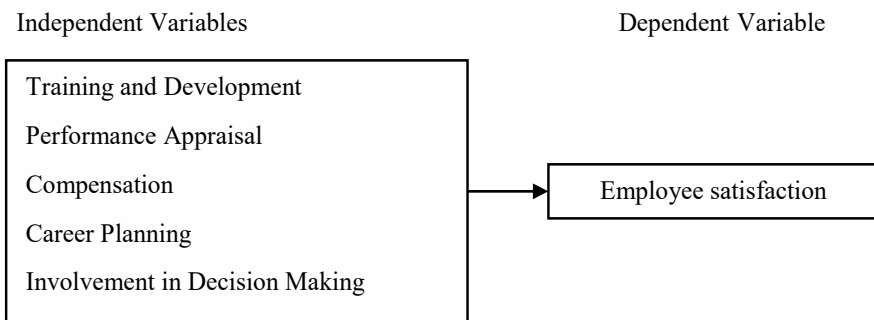 Independent Variables
Dependent Variable
Training and Development
Performance Appraisal
Compensation
Career Planning
Involvement in Decision Making
Employee satisfaction